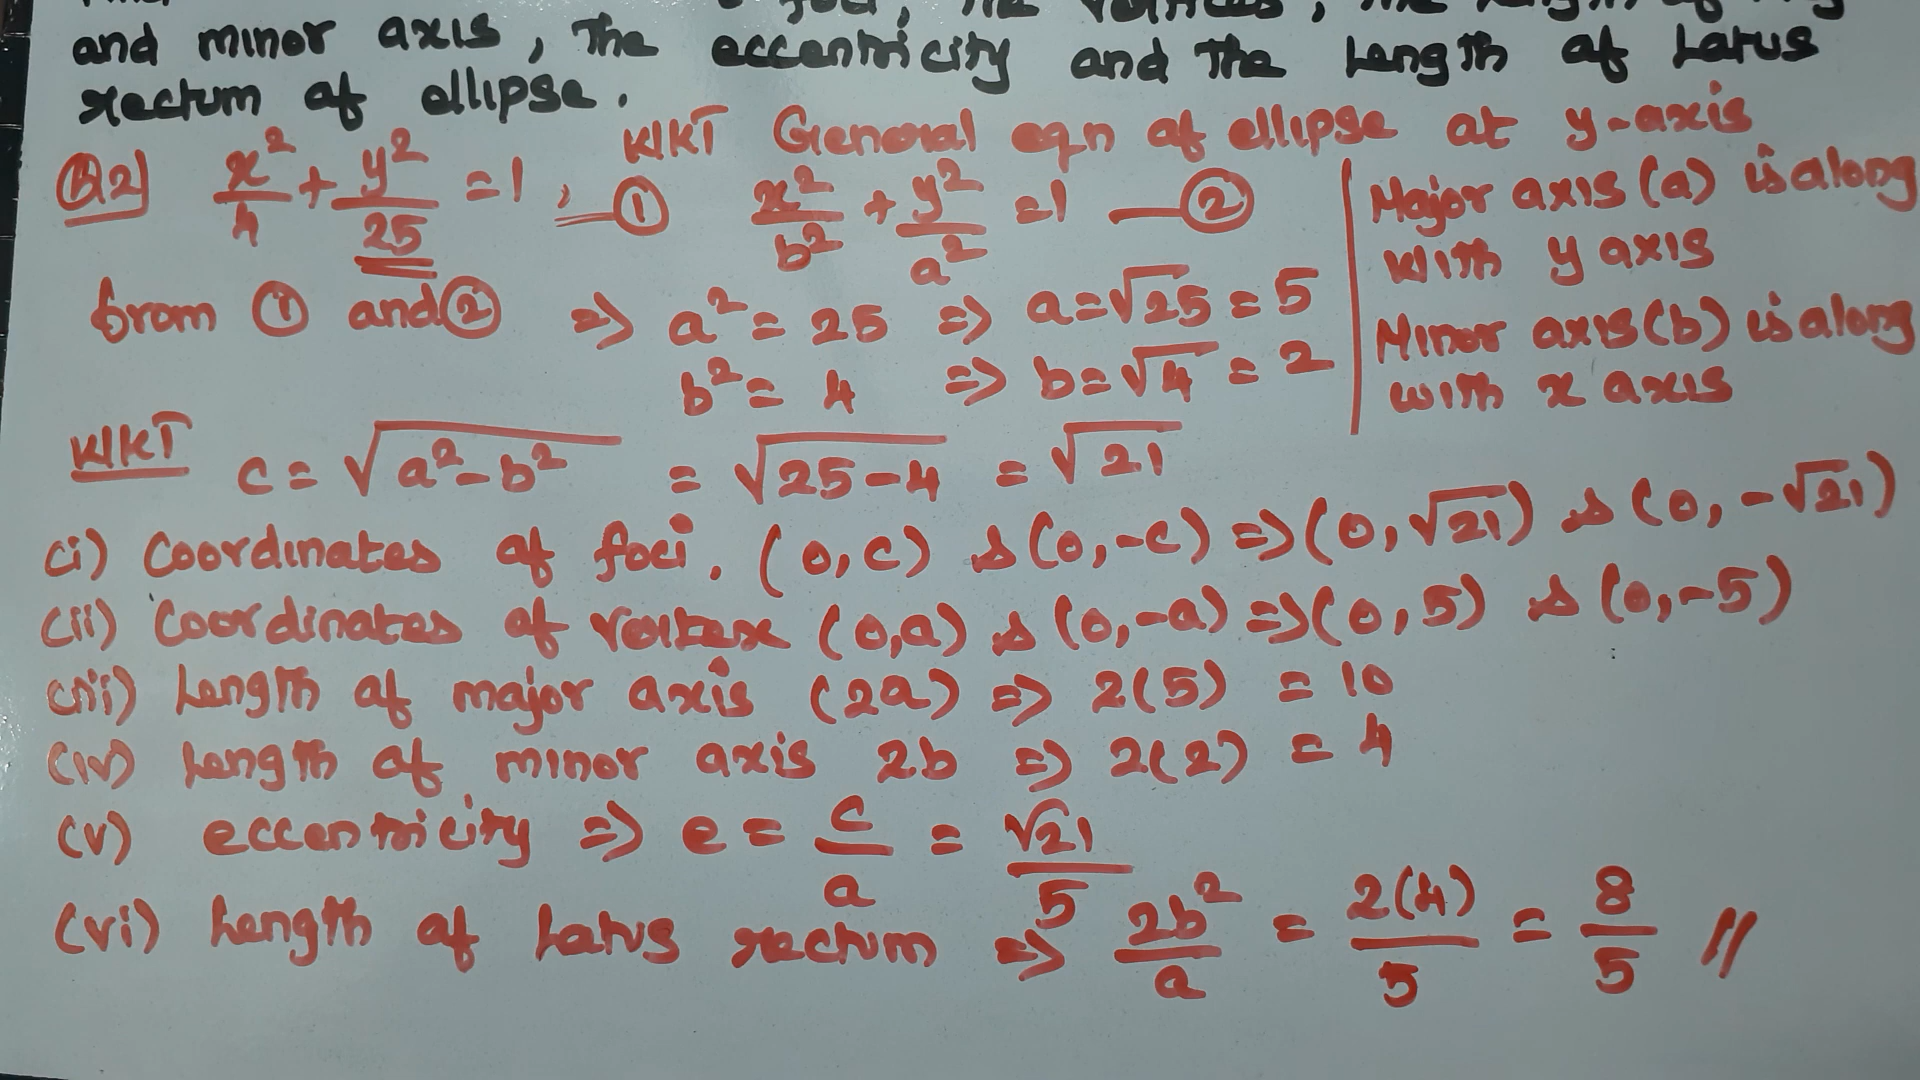 foci, the vertices, the length of
and minor axis, The eccentricity and The Length of Latus
rectum of ellipse.
WKT General eqn of ellipse at y-axis
Q2) x²/4 + y²/25 = 1, —① x²/b² + y²/a² = 1 —②
Major axis (a) is along
with y axis
from ① and ② ⇒ a² = 25 ⇒ a = √25 = 5
Minor axis (b) is along
with x axis
b² = 4 ⇒ b = √4 = 2
WKT c = √(a² - b²) = √(25-4) = √21
(i) Coordinates of foci, (0, c) & (0, -c) ⇒ (0, √21) & (0, -√21)
(ii) Coordinates of vertex (0,a) & (0,-a) ⇒ (0, 5) & (0, -5)
(iii) Length of major axis (2a) ⇒ 2(5) = 10
(iv) Length of minor axis 2b ⇒ 2(2) = 4
(v) eccentricity ⇒ e = c/a = √21/5
(vi) Length of Latus rectum ⇒ 2b²/a = 2(4)/5 = 8/5 //